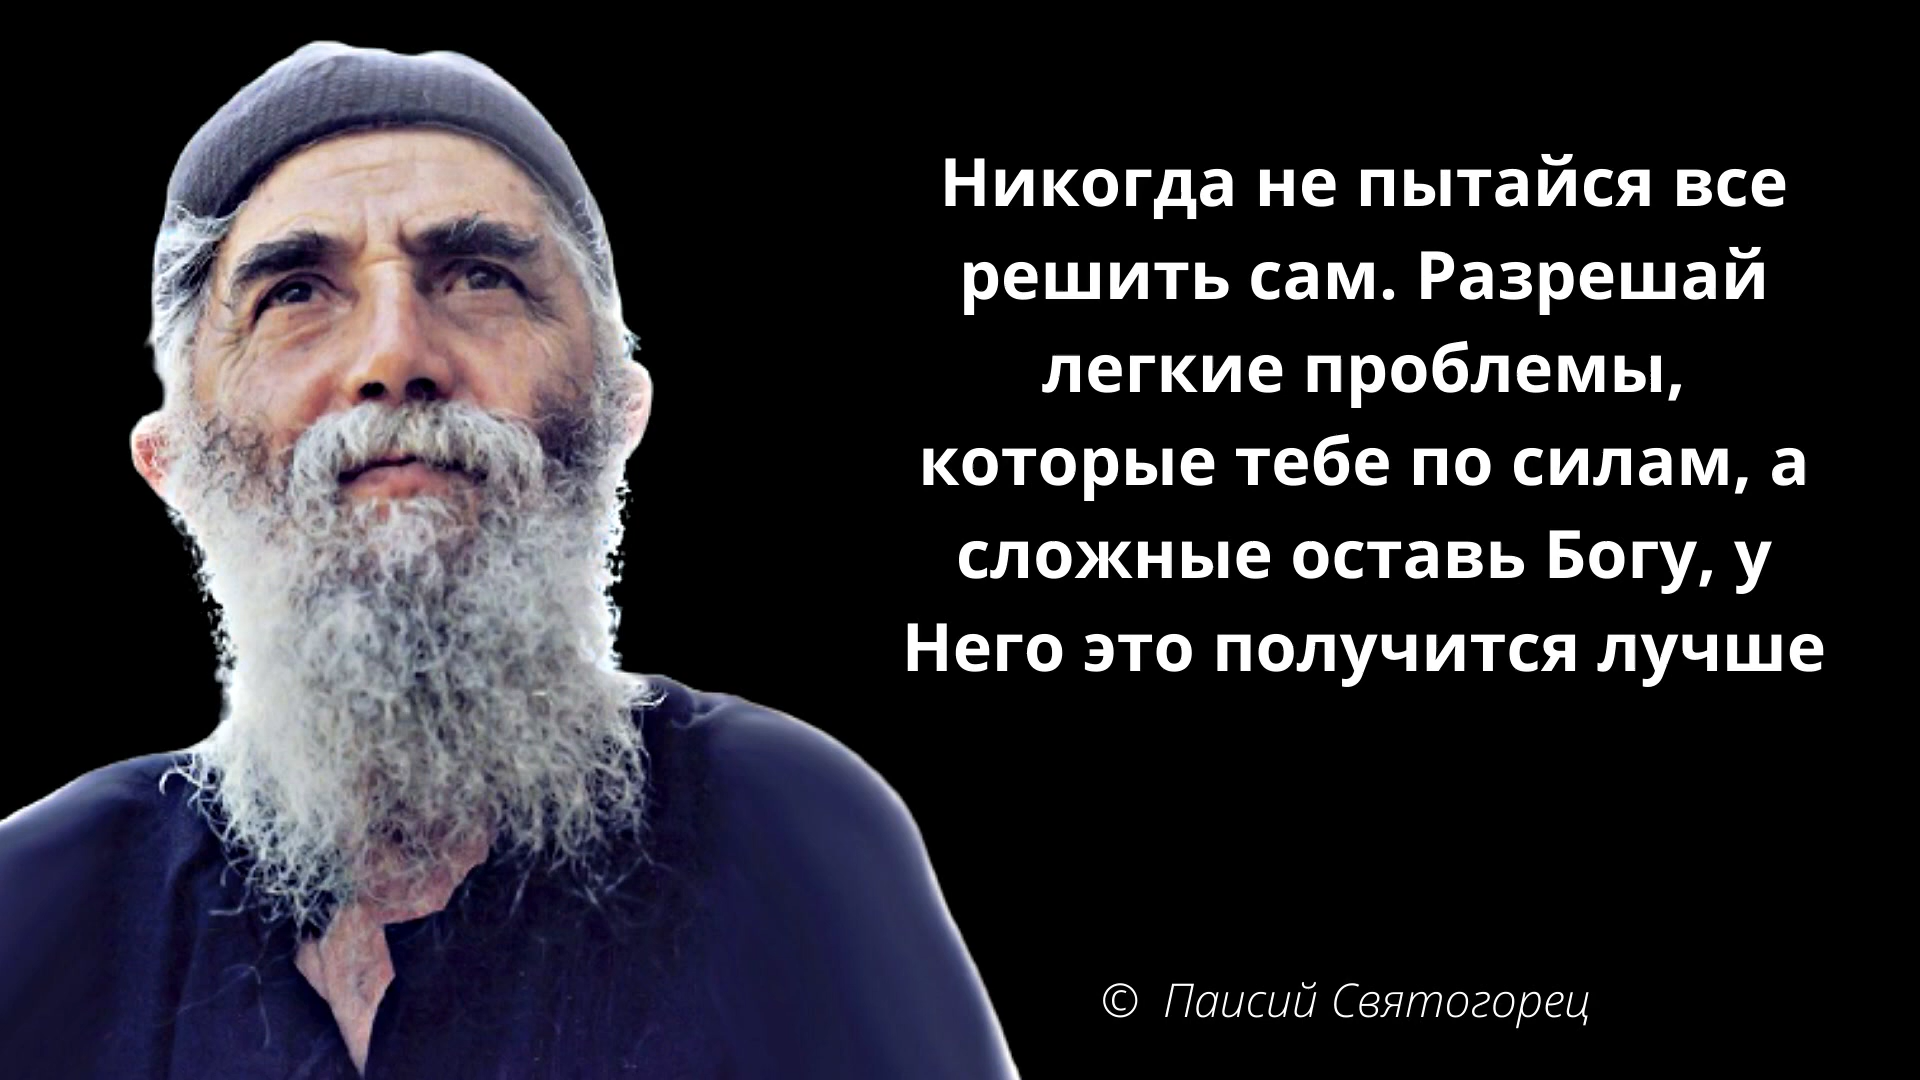 Никогда не пытайся все
решить сам. Разрешай
легкие проблемы,
которые тебе по силам, а
сложные оставь Богу, у
Него это получится лучше
© Паисий Святогорец